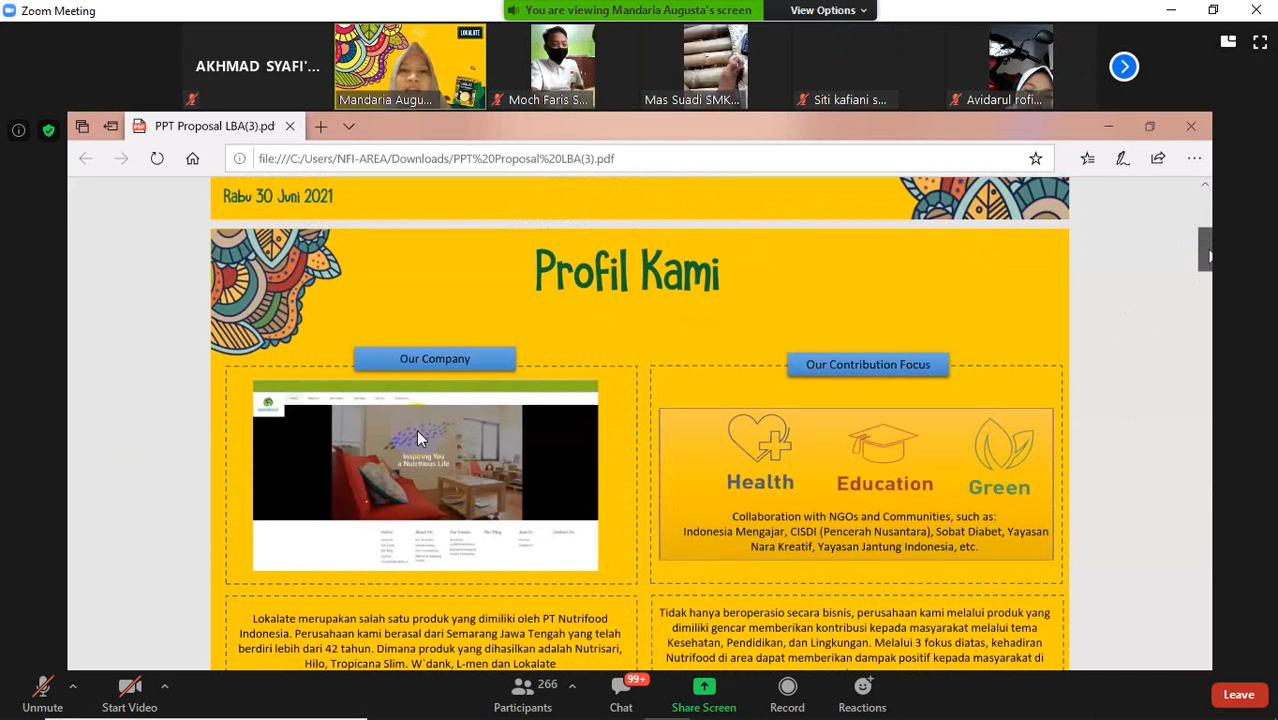 Zoom Meeting
You are viewing Mandaria Augusta's screen
View Options
AKHMAD SYAFI'...
LOKALATE
Mandaria Augu...
Moch Faris S...
Mas Suadi SMK...
Siti kafiani s...
Avidarul rofi...
PPT Proposal LBA(3).pdf
file:///C:/Users/NFI-AREA/Downloads/PPT%20Proposal%20LBA(3).pdf
Rabu 30 Juni 2021
Profil Kami
Our Company
Our Contribution Focus
Inspiring You
a Nutritious Life
Health
Education
Green
Collaboration with NGOs and Communities, such as:
Indonesia Mengajar, CISDI (Pencerah Nusantara), Sobat Diabet, Yayasan
Nara Kreatif, Yayasan Jantung Indonesia, etc.
Lokalate merupakan salah satu produk yang dimiliki oleh PT Nutrifood
Indonesia. Perusahaan kami berasal dari Semarang Jawa Tengah yang telah
berdiri lebih dari 42 tahun. Dimana produk yang dihasilkan adalah Nutrisari,
Hilo, Tropicana Slim. W`dank, L-men dan Lokalate
Tidak hanya beroperasio secara bisnis, perusahaan kami melalui produk yang
dimiliki gencar memberikan kontribusi kepada masyarakat melalui tema
Kesehatan, Pendidikan, dan Lingkungan. Melalui 3 fokus diatas, kehadiran
Nutrifood di area dapat memberikan dampak positif kepada masyarakat di
Unmute
Start Video
266
Participants
99+
Chat
Share Screen
Record
Reactions
Leave